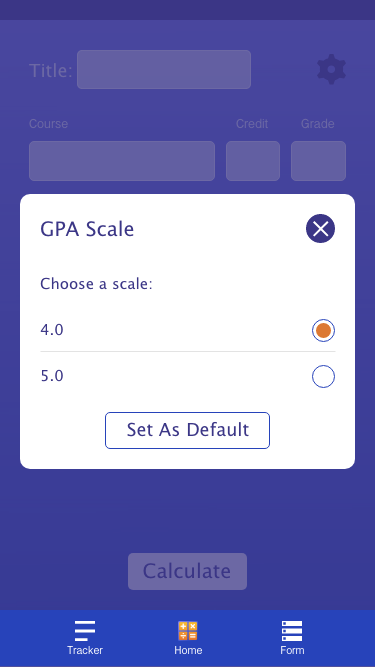 Title:
Course Credit Grade
GPA Scale
Choose a scale:
4.0
5.0
Set As Default
Calculate
Tracker Home Form